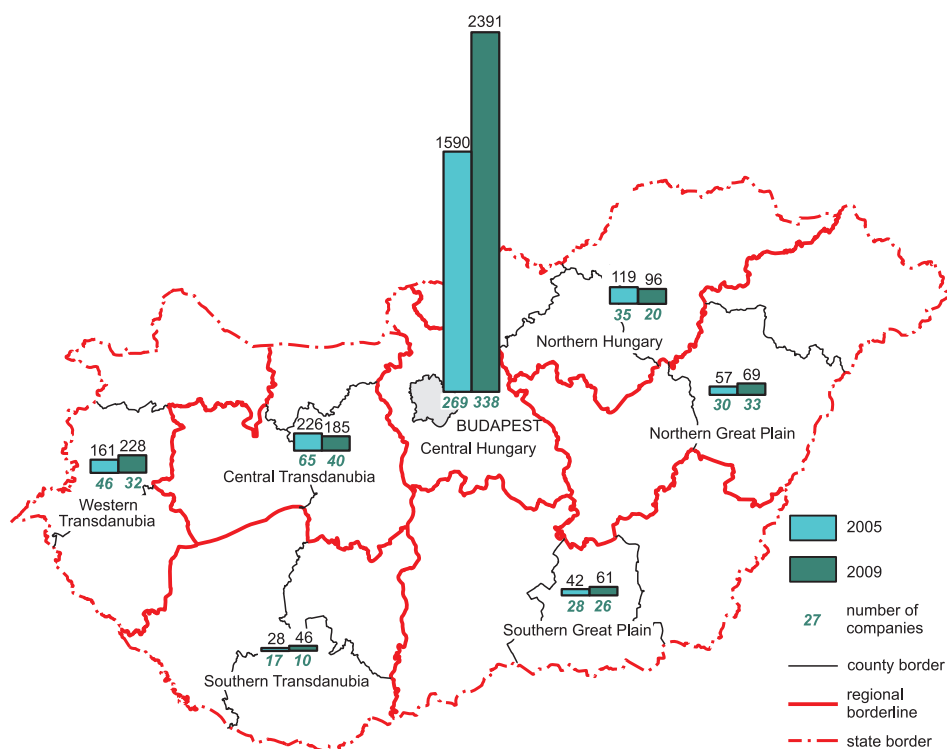 2391
1590
269 338
BUDAPEST
Central Hungary
119 96
35 20
Northern Hungary
57 69
30 33
Northern Great Plain
226 185
65 40
Central Transdanubia
161 228
46 32
Western
Transdanubia
42 61
28 26
Southern Great Plain
28 46
17 10
Southern Transdanubia
2005
2009
27 number of
companies
county border
regional
borderline
state border